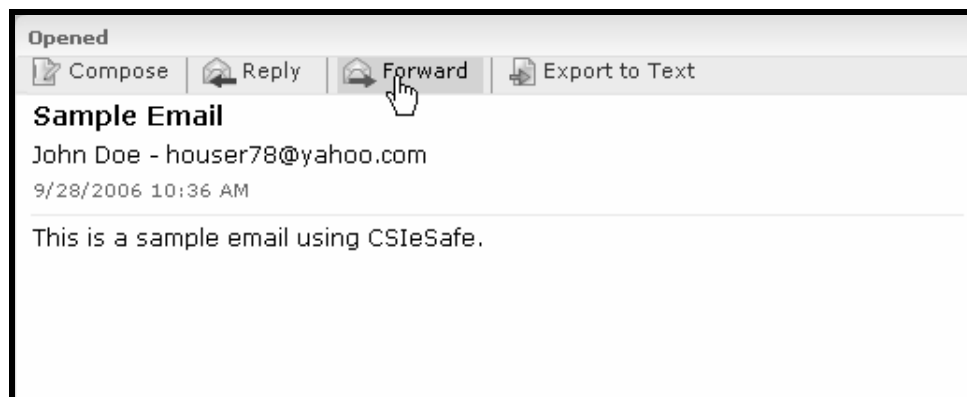 Opened
Compose Reply Forward Export to Text
Sample Email
John Doe - houser78@yahoo.com
9/28/2006 10:36 AM
This is a sample email using CSIeSafe.